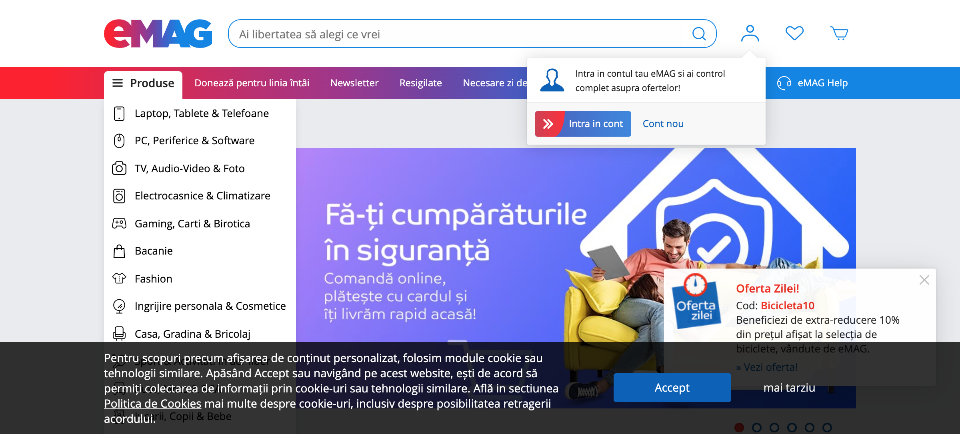 eMAG
Ai libertatea să alegi ce vrei
Intra in contul tau eMAG si ai control
complet asupra ofertelor!
Intra in cont
Cont nou
Produse
Donează pentru linia întâi
Newsletter
Resigilate
Necesare zi de
eMAG Help
Laptop, Tablete & Telefoane
PC, Periferice & Software
TV, Audio-Video & Foto
Electrocasnice & Climatizare
Gaming, Carti & Birotica
Bacanie
Fashion
Ingrijire personala & Cosmetice
Casa, Gradina & Bricolaj
Fă-ți cumpărăturile
în siguranță
Comandă online,
plătește cu cardul și
îți livrăm rapid acasă!
Oferta
zilei
Oferta Zilei!
Cod: Bicicleta10
Beneficiezi de extra-reducere 10%
din prețul afișat la selecția de
biciclete, vândute de eMAG.
» Vezi oferta!
Pentru scopuri precum afișarea de conținut personalizat, folosim module cookie sau
tehnologii similare. Apăsând Accept sau navigând pe acest website, ești de acord să
permiți colectarea de informații prin cookie-uri sau tehnologii similare. Află in sectiunea
Politica de Cookies mai multe despre cookie-uri, inclusiv despre posibilitatea retragerii
acordului.
Accept
mai tarziu
Copii & Bebe